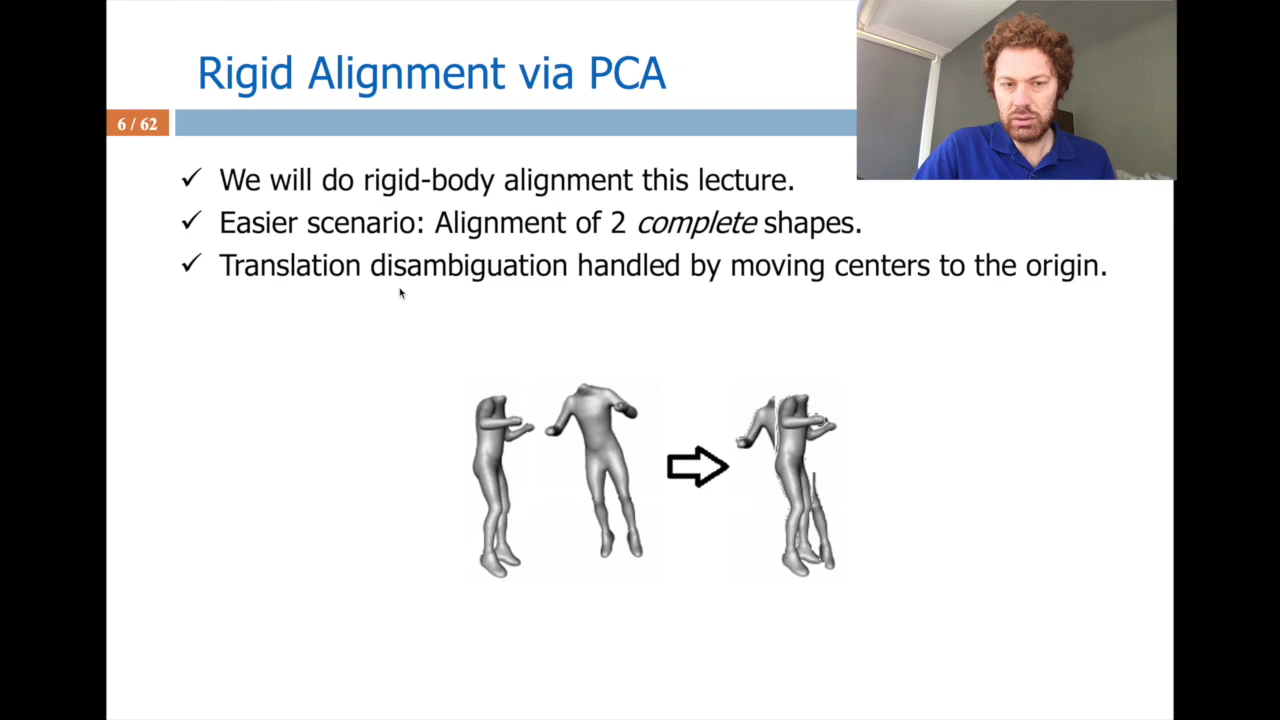 Rigid Alignment via PCA
6 / 62
✓ We will do rigid-body alignment this lecture.
✓ Easier scenario: Alignment of 2 complete shapes.
✓ Translation disambiguation handled by moving centers to the origin.